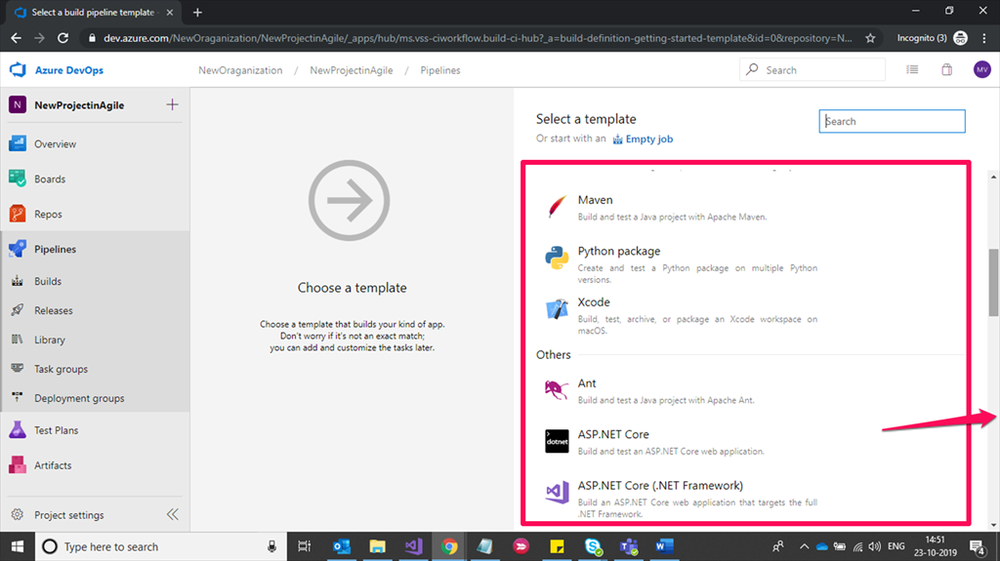 Select a build pipeline template -
dev.azure.com/NewOraganization/NewProjectinAgile/_apps/hub/ms.vss-ciworkflow.build-ci-hub?_a=build-definition-getting-started-template&id=0&repository=N...
Incognito (3)
Azure DevOps
NewOraganization / NewProjectinAgile / Pipelines
Search
MV
N NewProjectinAgile
Overview
Boards
Repos
Pipelines
Builds
Releases
Library
Task groups
Deployment groups
Test Plans
Artifacts
Project settings
Choose a template
Choose a template that builds your kind of app.
Don't worry if it's not an exact match;
you can add and customize the tasks later.
Select a template
Search
Or start with an Empty job
Maven
Build and test a Java project with Apache Maven.
Python package
Create and test a Python package on multiple Python
versions.
Xcode
Build, test, archive, or package an Xcode workspace on
macOS.
Others
Ant
Build and test a Java project with Apache Ant.
dotnet
ASP.NET Core
Build and test an ASP.NET Core web application.
ASP.NET Core (.NET Framework)
Build an ASP.NET Core web application that targets the full
.NET Framework.
Type here to search
ENG
14:51
23-10-2019
4